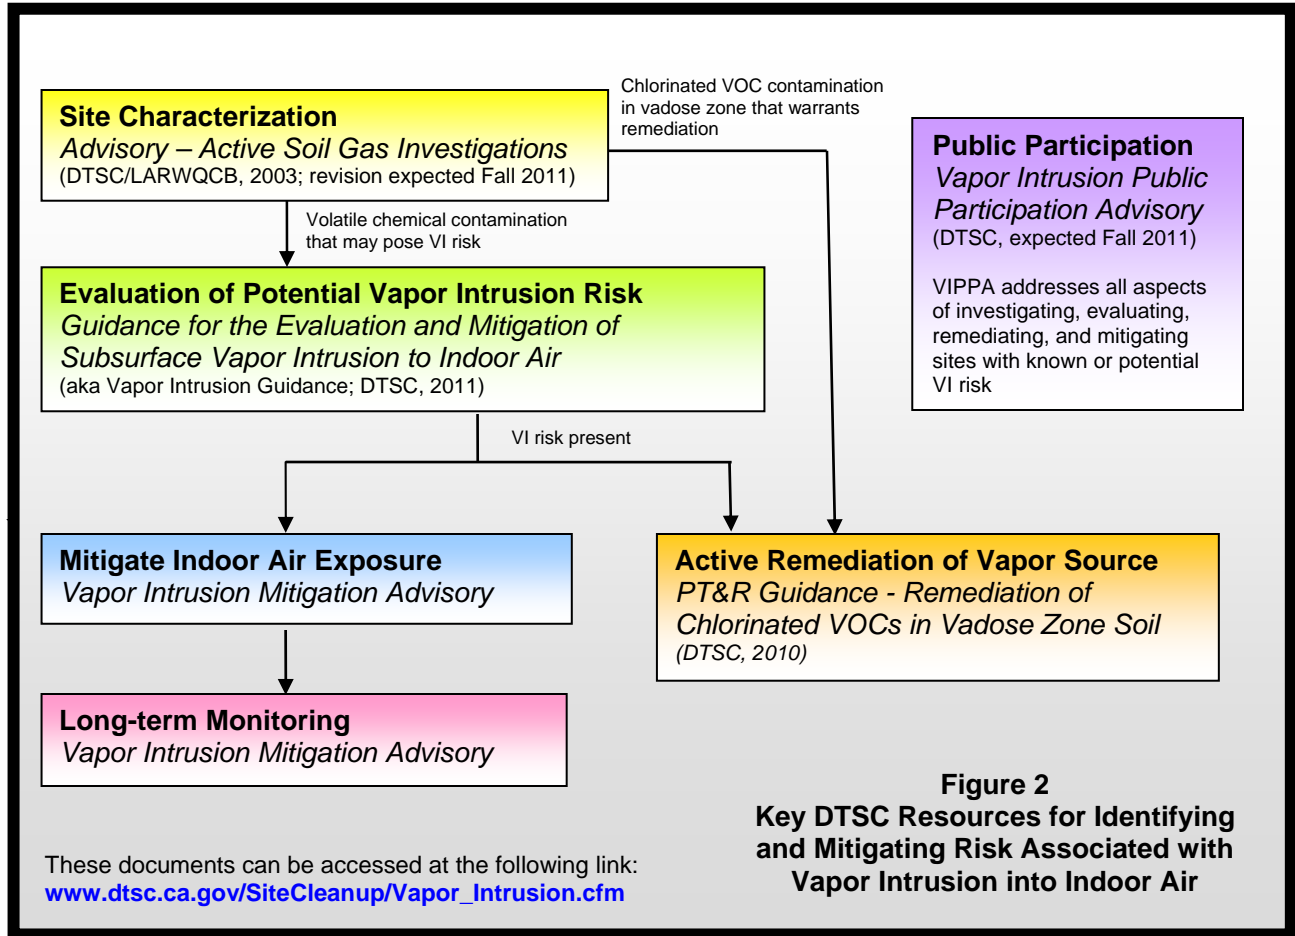 Chlorinated VOC contamination
in vadose zone that warrants
remediation
Site Characterization
Advisory – Active Soil Gas Investigations
(DTSC/LARWQCB, 2003; revision expected Fall 2011)
Public Participation
Vapor Intrusion Public
Participation Advisory
(DTSC, expected Fall 2011)
VIPPA addresses all aspects
of investigating, evaluating,
remediating, and mitigating
sites with known or potential
VI risk
Volatile chemical contamination
that may pose VI risk
Evaluation of Potential Vapor Intrusion Risk
Guidance for the Evaluation and Mitigation of
Subsurface Vapor Intrusion to Indoor Air
(aka Vapor Intrusion Guidance; DTSC, 2011)
VI risk present
Mitigate Indoor Air Exposure
Vapor Intrusion Mitigation Advisory
Active Remediation of Vapor Source
PT&R Guidance - Remediation of
Chlorinated VOCs in Vadose Zone Soil
(DTSC, 2010)
Long-term Monitoring
Vapor Intrusion Mitigation Advisory
Figure 2
Key DTSC Resources for Identifying
and Mitigating Risk Associated with
Vapor Intrusion into Indoor Air
These documents can be accessed at the following link:
www.dtsc.ca.gov/SiteCleanup/Vapor_Intrusion.cfm